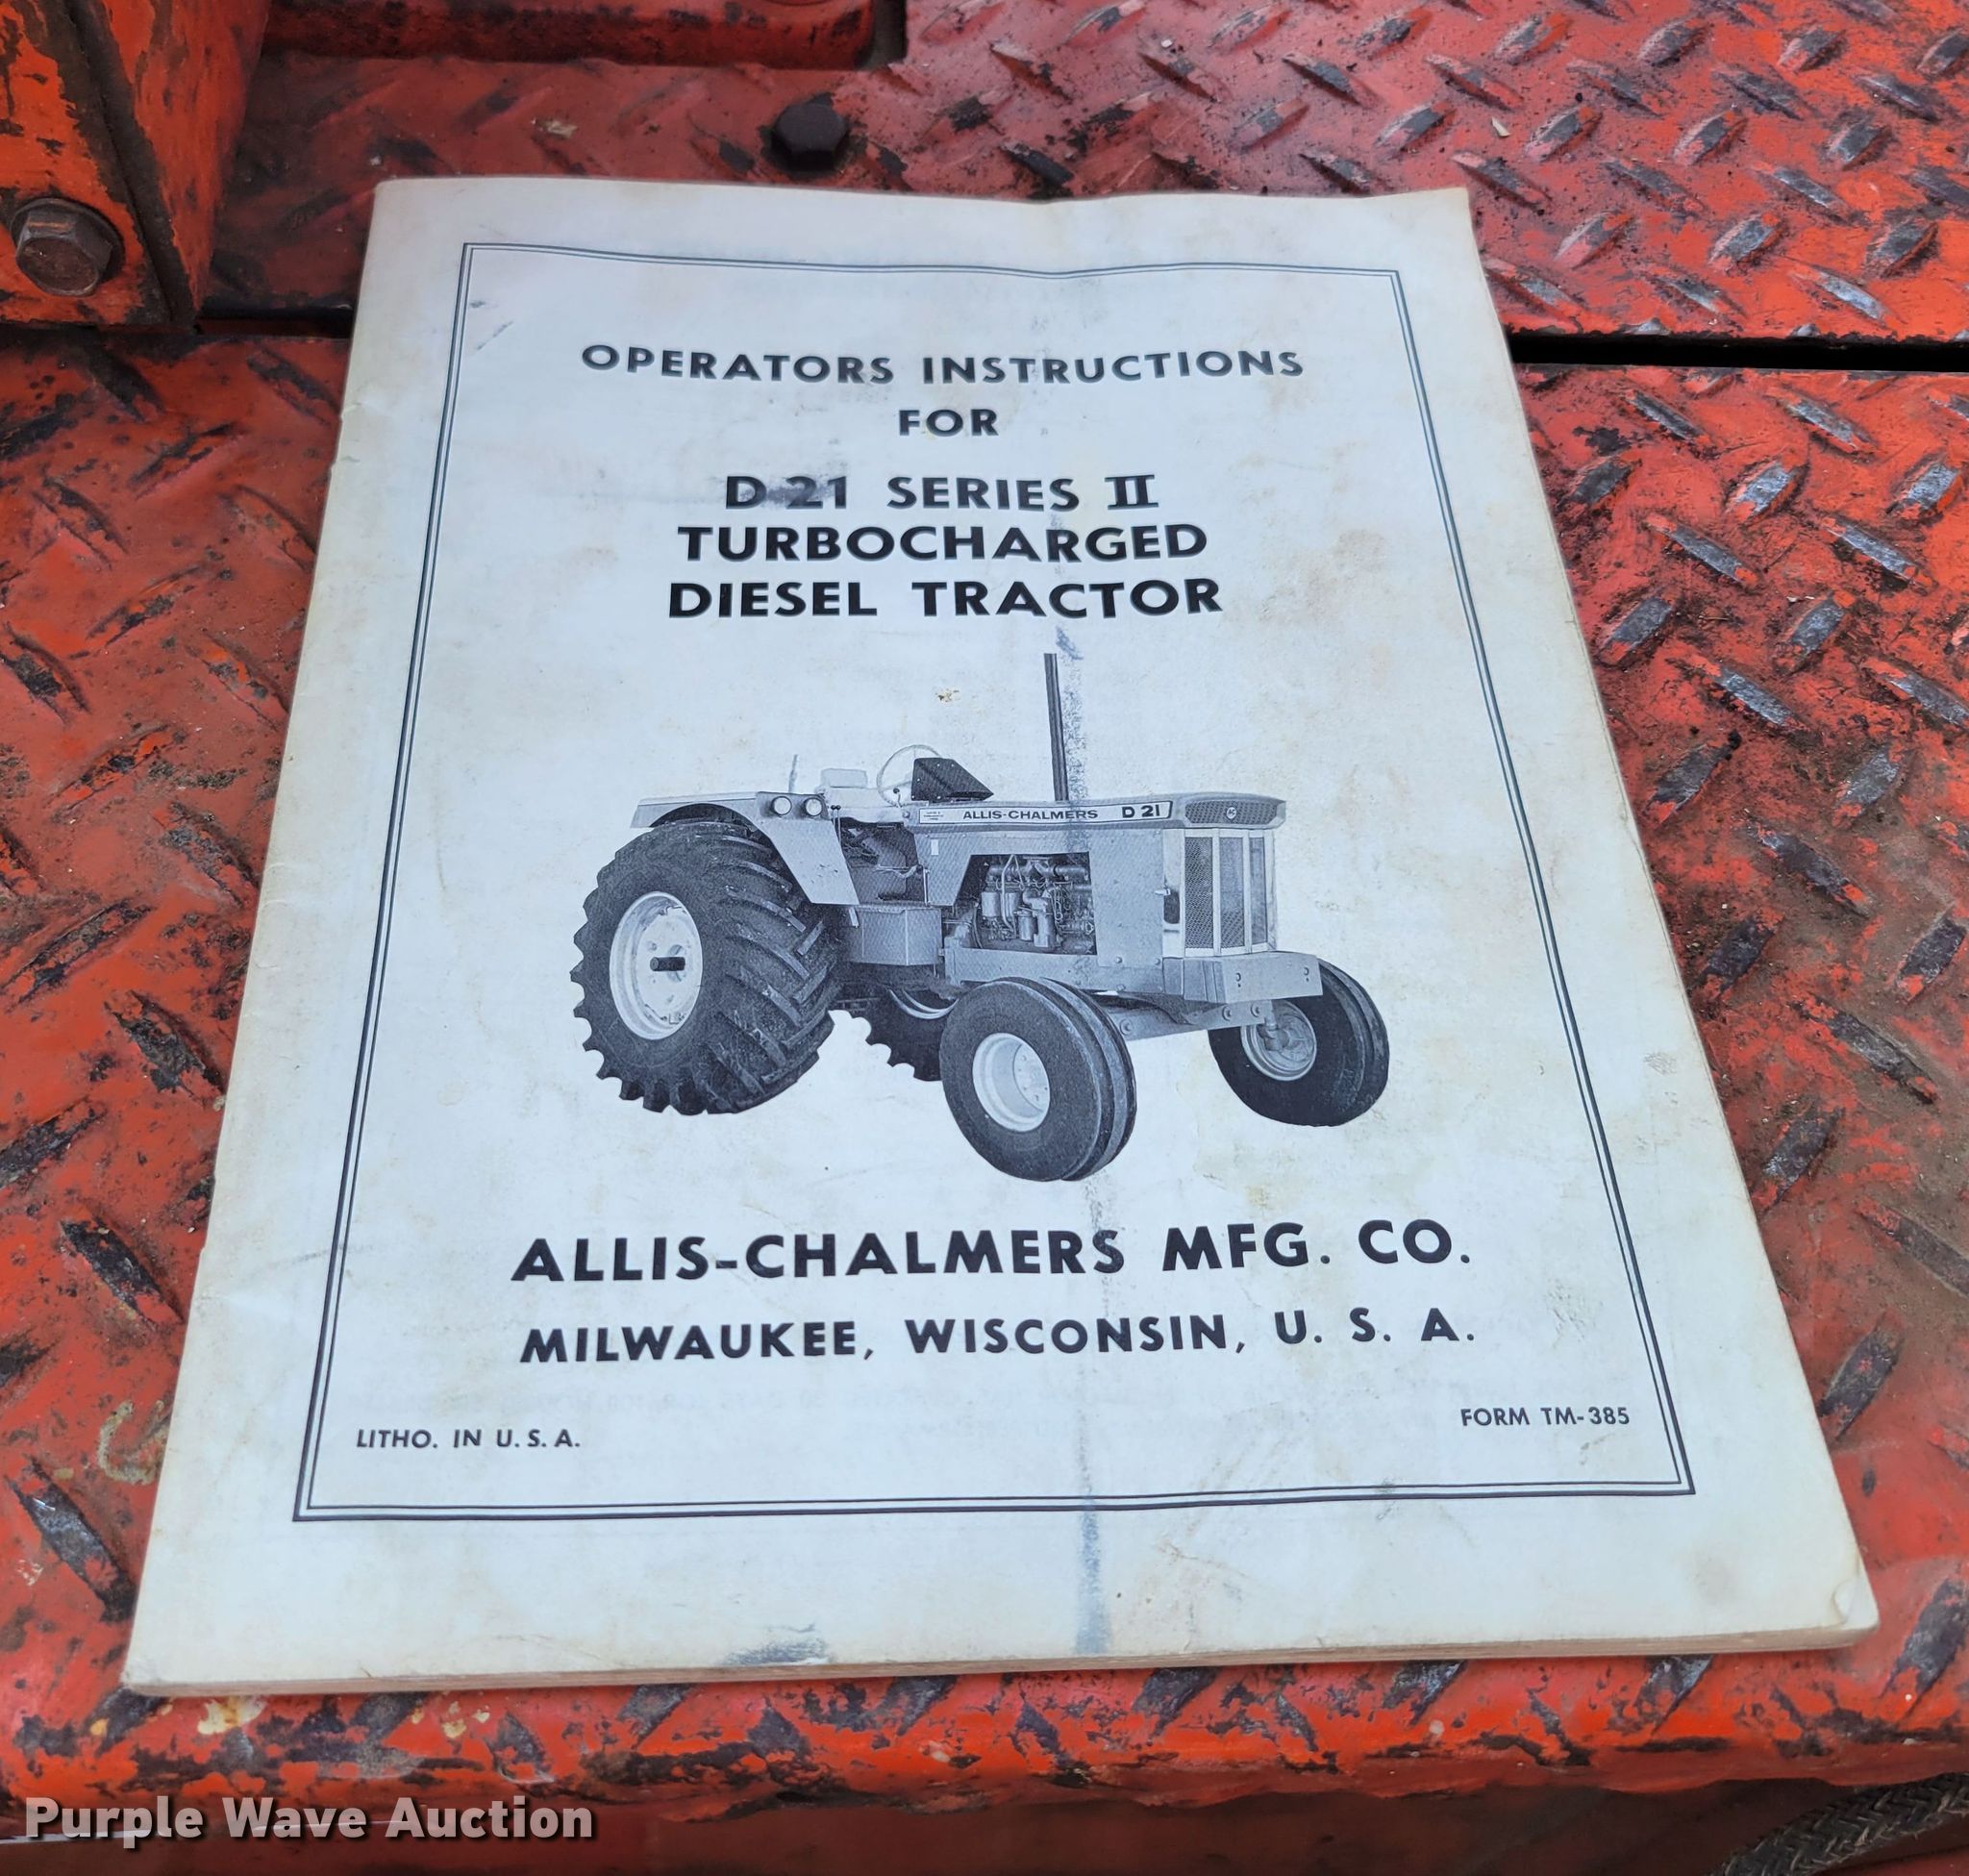 OPERATORS INSTRUCTIONS
FOR
D 21 SERIES II
TURBOCHARGED
DIESEL TRACTOR
ALLIS-CHALMERS D 21
ALLIS-CHALMERS MFG. CO.
MILWAUKEE, WISCONSIN, U. S. A.
LITHO. IN U. S. A.
FORM TM-385
Purple Wave Auction